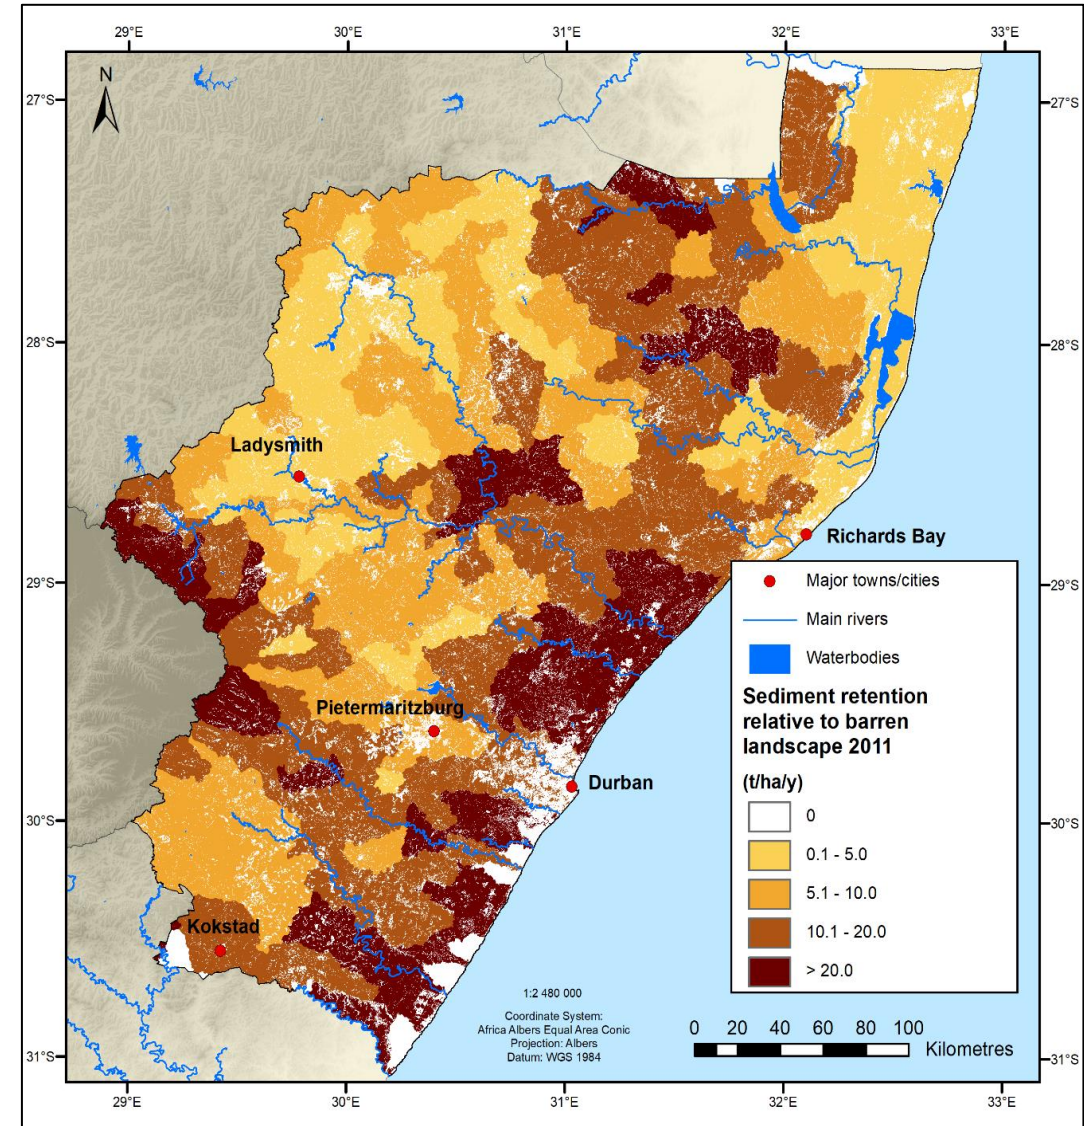 29°E 30°E 31°E 32°E 33°E
N
27°S 27°S
28°S 28°S
Ladysmith
Richards Bay
29°S 29°S
Major towns/cities
Main rivers
Waterbodies
Sediment retention
relative to barren
landscape 2011
(t/ha/y)
0
0.1 - 5.0
5.1 - 10.0
10.1 - 20.0
> 20.0
Pietermaritzburg
Durban
30°S 30°S
Kokstad
1:2 480 000
Coordinate System:
Africa Albers Equal Area Conic
Projection: Albers
Datum: WGS 1984
0 20 40 60 80 100
Kilometres
31°S 31°S
29°E 30°E 31°E 32°E 33°E